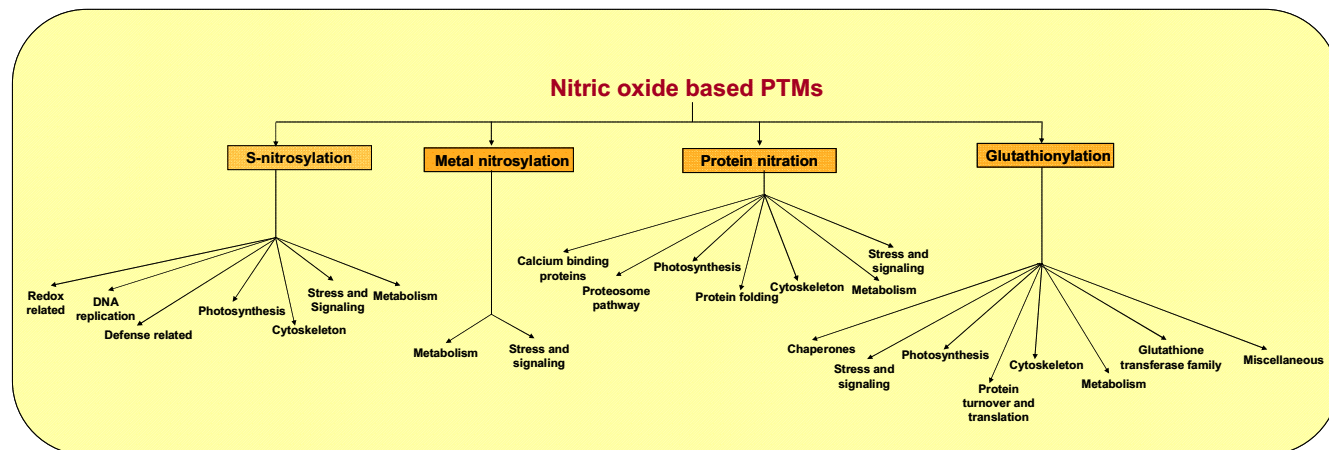 Nitric oxide based PTMs
S-nitrosylation
Metal nitrosylation
Protein nitration
Glutathionylation
Redox
related
DNA
replication
Defense related
Photosynthesis
Cytoskeleton
Stress and
Signaling
Metabolism
Metabolism
Stress and
signaling
Calcium binding
proteins
Proteosome
pathway
Photosynthesis
Protein folding
Cytoskeleton
Metabolism
Stress and
signaling
Chaperones
Stress and
signaling
Photosynthesis
Protein
turnover and
translation
Cytoskeleton
Metabolism
Glutathione
transferase family
Miscellaneous